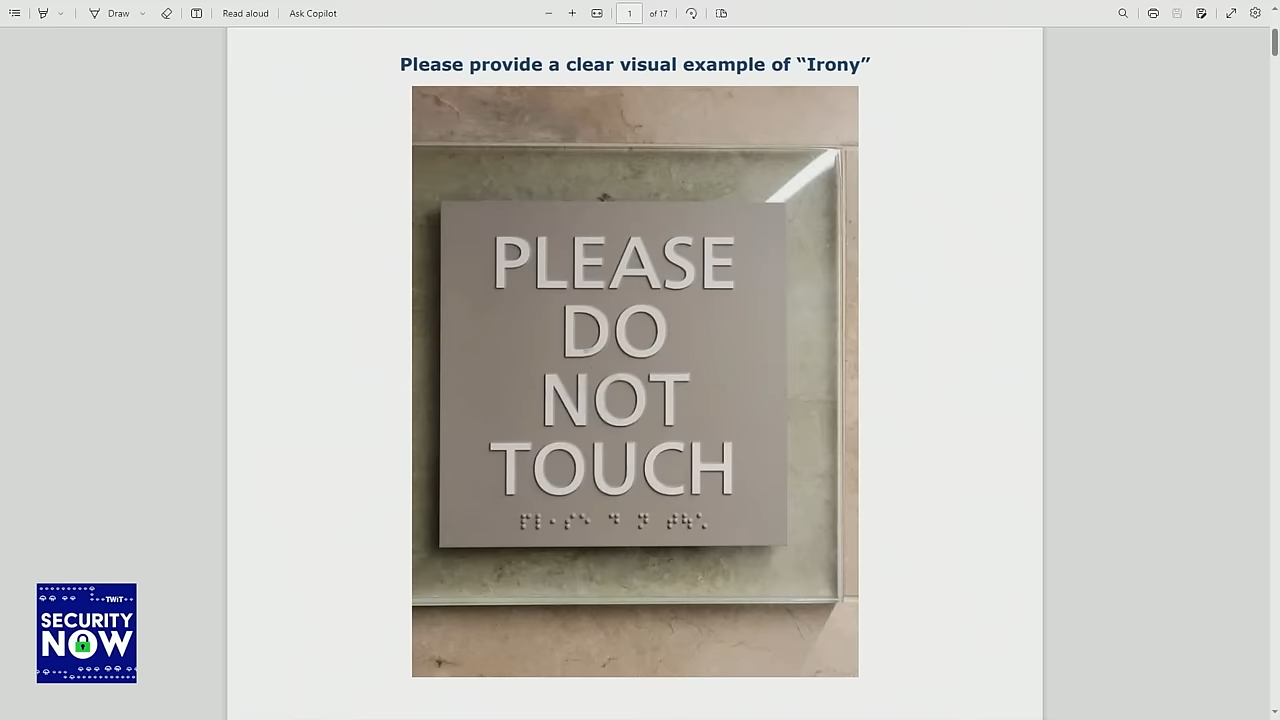 Draw
Read aloud
Ask Copilot
1
of 17
Please provide a clear visual example of “Irony”
PLEASE
DO
NOT
TOUCH
TWiT
SECURITY
NOW